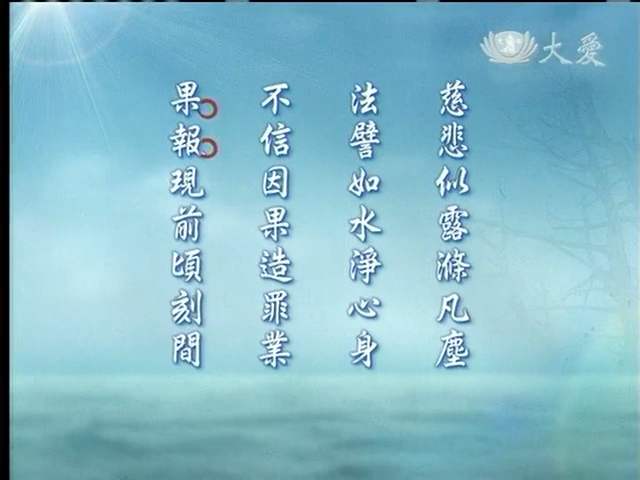 大愛
慈悲似露滌凡塵
法譬如水淨心身
不信因果造罪業
果報現前頃刻間